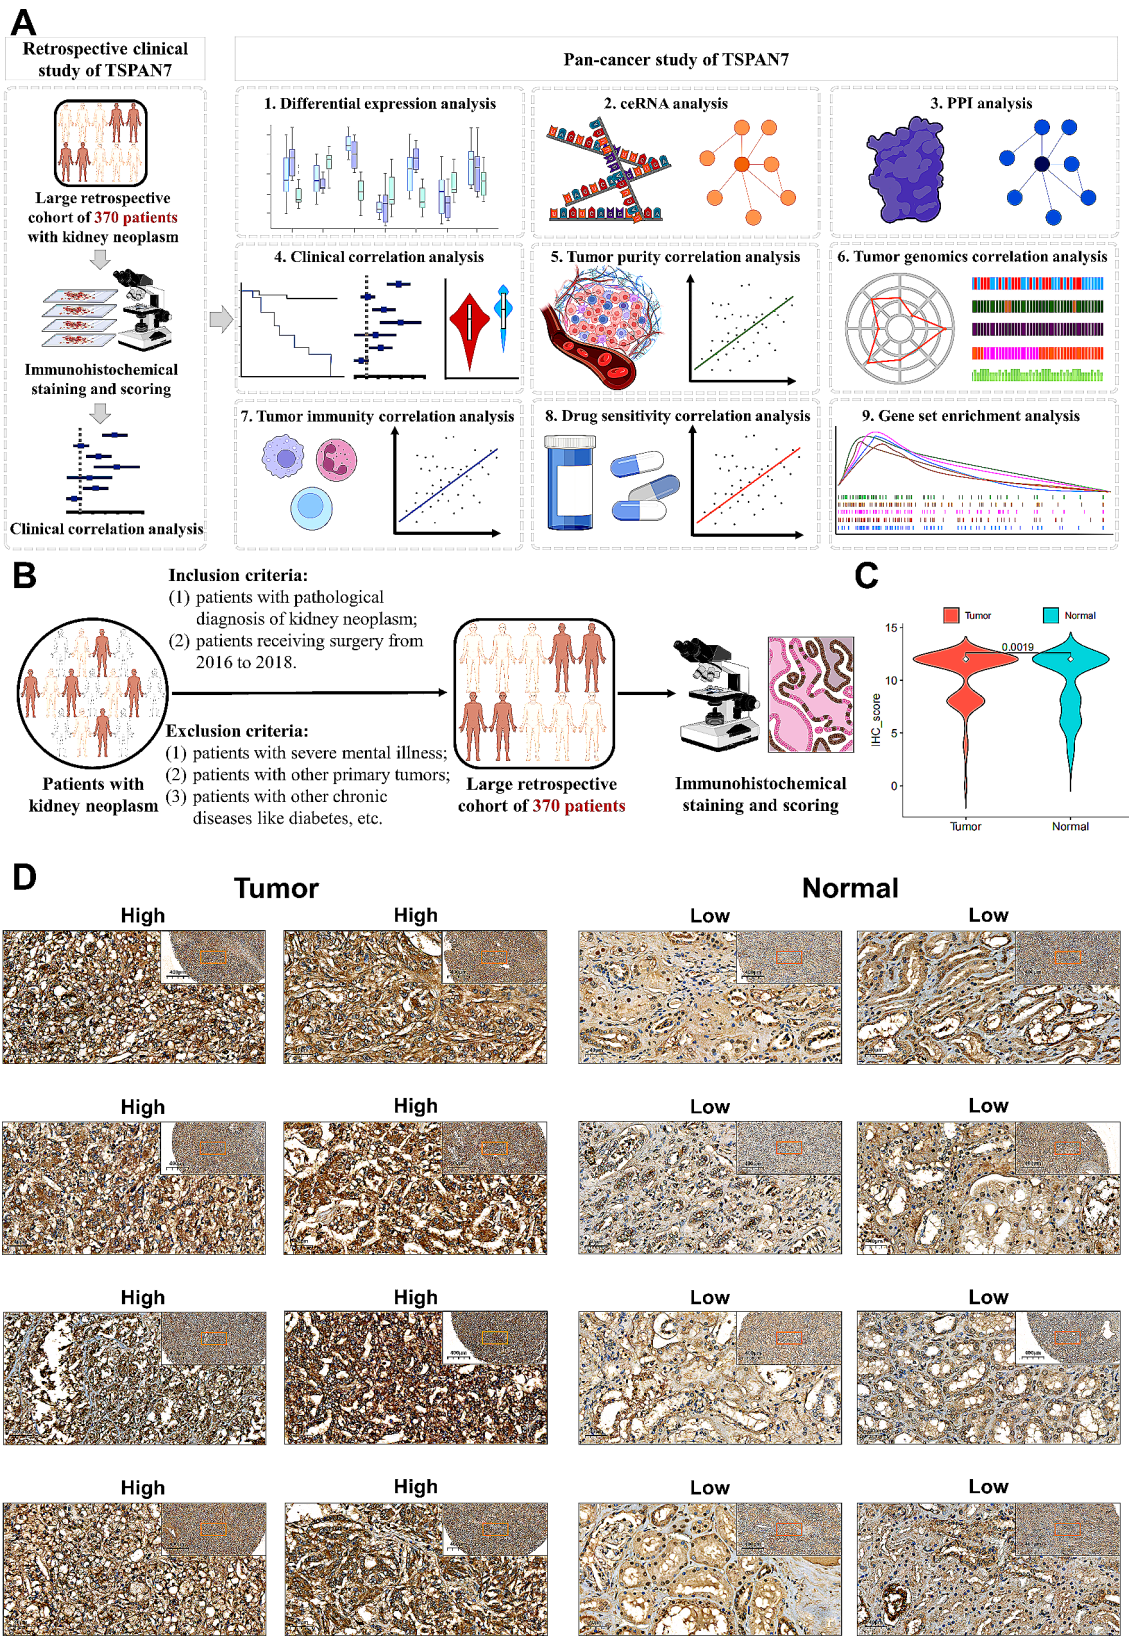 A
Retrospective clinical
study of TSPAN7
Pan-cancer study of TSPAN7
Large retrospective
cohort of 370 patients
with kidney neoplasm
Immunohistochemical
staining and scoring
Clinical correlation analysis
1. Differential expression analysis
2. ceRNA analysis
3. PPI analysis
4. Clinical correlation analysis
5. Tumor purity correlation analysis
6. Tumor genomics correlation analysis
7. Tumor immunity correlation analysis
8. Drug sensitivity correlation analysis
9. Gene set enrichment analysis
B
Patients with
kidney neoplasm
Inclusion criteria:
(1) patients with pathological
diagnosis of kidney neoplasm;
(2) patients receiving surgery from
2016 to 2018.
Exclusion criteria:
(1) patients with severe mental illness;
(2) patients with other primary tumors;
(3) patients with other chronic
diseases like diabetes, etc.
Large retrospective
cohort of 370 patients
Immunohistochemical
staining and scoring
C
Tumor
Normal
0.0019
IHC_score
15
10
5
0
Tumor
Normal
D
Tumor
Normal
High
High
Low
Low
400μm
High
High
Low
Low
High
High
Low
Low
400μm
400μm
High
High
Low
Low